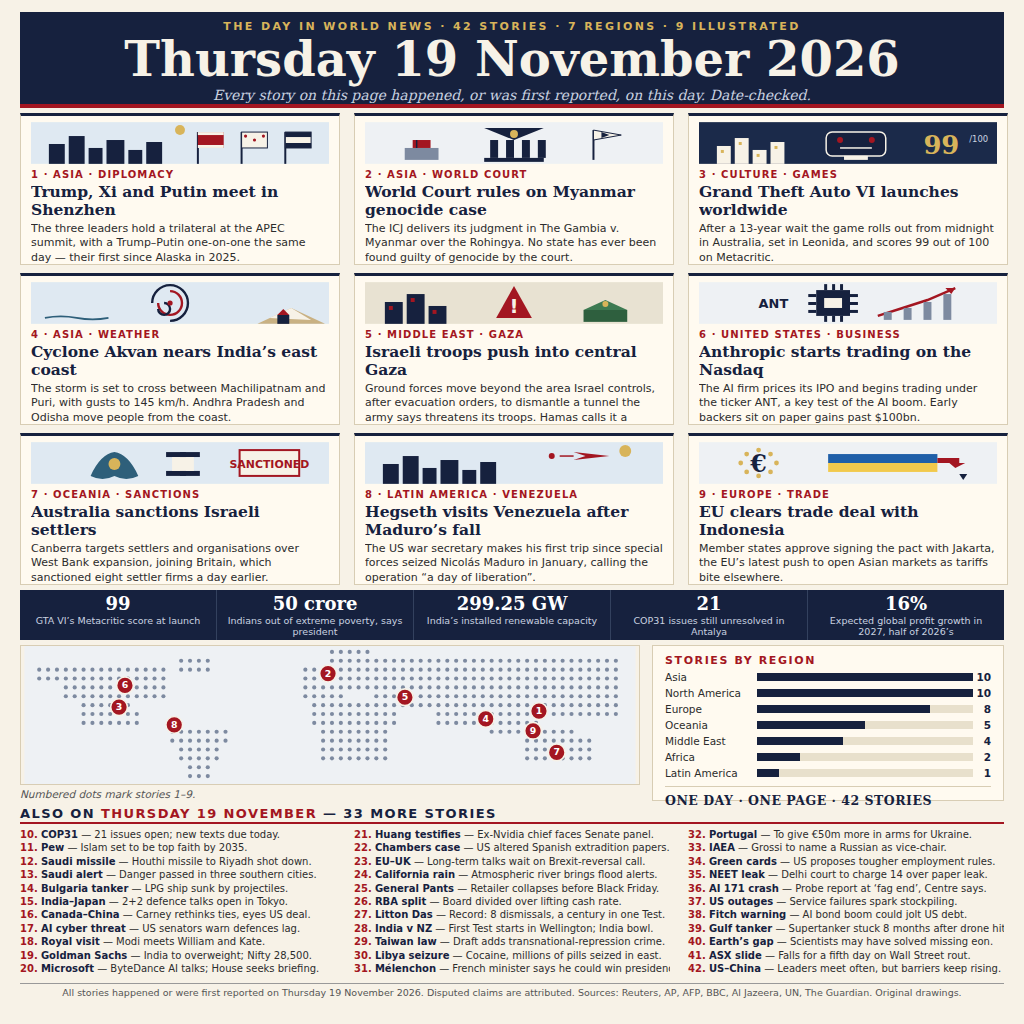 THE DAY IN WORLD NEWS · 42 STORIES · 7 REGIONS · 9 ILLUSTRATED
Thursday 19 November 2026
Every story on this page happened, or was first reported, on this day. Date-checked.
1 · ASIA · DIPLOMACY
Trump, Xi and Putin meet in
Shenzhen
The three leaders hold a trilateral at the APEC
summit, with a Trump–Putin one-on-one the same
day — their first since Alaska in 2025.
2 · ASIA · WORLD COURT
World Court rules on Myanmar
genocide case
The ICJ delivers its judgment in The Gambia v.
Myanmar over the Rohingya. No state has ever been
found guilty of genocide by the court.
99 /100
3 · CULTURE · GAMES
Grand Theft Auto VI launches
worldwide
After a 13-year wait the game rolls out from midnight
in Australia, set in Leonida, and scores 99 out of 100
on Metacritic.
4 · ASIA · WEATHER
Cyclone Akvan nears India’s east
coast
The storm is set to cross between Machilipatnam and
Puri, with gusts to 145 km/h. Andhra Pradesh and
Odisha move people from the coast.
!
5 · MIDDLE EAST · GAZA
Israeli troops push into central
Gaza
Ground forces move beyond the area Israel controls,
after evacuation orders, to dismantle a tunnel the
army says threatens its troops. Hamas calls it a
ANT
6 · UNITED STATES · BUSINESS
Anthropic starts trading on the
Nasdaq
The AI firm prices its IPO and begins trading under
the ticker ANT, a key test of the AI boom. Early
backers sit on paper gains past $100bn.
SANCTIONED
7 · OCEANIA · SANCTIONS
Australia sanctions Israeli
settlers
Canberra targets settlers and organisations over
West Bank expansion, joining Britain, which
sanctioned eight settler firms a day earlier.
8 · LATIN AMERICA · VENEZUELA
Hegseth visits Venezuela after
Maduro’s fall
The US war secretary makes his first trip since special
forces seized Nicolás Maduro in January, calling the
operation “a day of liberation”.
€
9 · EUROPE · TRADE
EU clears trade deal with
Indonesia
Member states approve signing the pact with Jakarta,
the EU’s latest push to open Asian markets as tariffs
bite elsewhere.
99
GTA VI’s Metacritic score at launch
50 crore
Indians out of extreme poverty, says
president
299.25 GW
India’s installed renewable capacity
21
COP31 issues still unresolved in
Antalya
16%
Expected global profit growth in
2027, half of 2026’s
2
6
5
3
1
4
8
9
7
Numbered dots mark stories 1–9.
STORIES BY REGION
Asia 10
North America 10
Europe 8
Oceania 5
Middle East 4
Africa 2
Latin America 1
ONE DAY · ONE PAGE · 42 STORIES
ALSO ON THURSDAY 19 NOVEMBER — 33 MORE STORIES
10. COP31 — 21 issues open; new texts due today.
11. Pew — Islam set to be top faith by 2035.
12. Saudi missile — Houthi missile to Riyadh shot down.
13. Saudi alert — Danger passed in three southern cities.
14. Bulgaria tanker — LPG ship sunk by projectiles.
15. India–Japan — 2+2 defence talks open in Tokyo.
16. Canada–China — Carney rethinks ties, eyes US deal.
17. AI cyber threat — US senators warn defences lag.
18. Royal visit — Modi meets William and Kate.
19. Goldman Sachs — India to overweight; Nifty 28,500.
20. Microsoft — ByteDance AI talks; House seeks briefing.
21. Huang testifies — Ex-Nvidia chief faces Senate panel.
22. Chambers case — US altered Spanish extradition papers.
23. EU–UK — Long-term talks wait on Brexit-reversal call.
24. California rain — Atmospheric river brings flood alerts.
25. General Pants — Retailer collapses before Black Friday.
26. RBA split — Board divided over lifting cash rate.
27. Litton Das — Record: 8 dismissals, a century in one Test.
28. India v NZ — First Test starts in Wellington; India bowl.
29. Taiwan law — Draft adds transnational-repression crime.
30. Libya seizure — Cocaine, millions of pills seized in east.
31. Mélenchon — French minister says he could win presiden
32. Portugal — To give €50m more in arms for Ukraine.
33. IAEA — Grossi to name a Russian as vice-chair.
34. Green cards — US proposes tougher employment rules.
35. NEET leak — Delhi court to charge 14 over paper leak.
36. AI 171 crash — Probe report at ‘fag end’, Centre says.
37. US outages — Service failures spark stockpiling.
38. Fitch warning — AI bond boom could jolt US debt.
39. Gulf tanker — Supertanker stuck 8 months after drone hit
40. Earth’s gap — Scientists may have solved missing eon.
41. ASX slide — Falls for a fifth day on Wall Street rout.
42. US–China — Leaders meet often, but barriers keep rising.
All stories happened or were first reported on Thursday 19 November 2026. Disputed claims are attributed. Sources: Reuters, AP, AFP, BBC, Al Jazeera, UN, The Guardian. Original drawings.